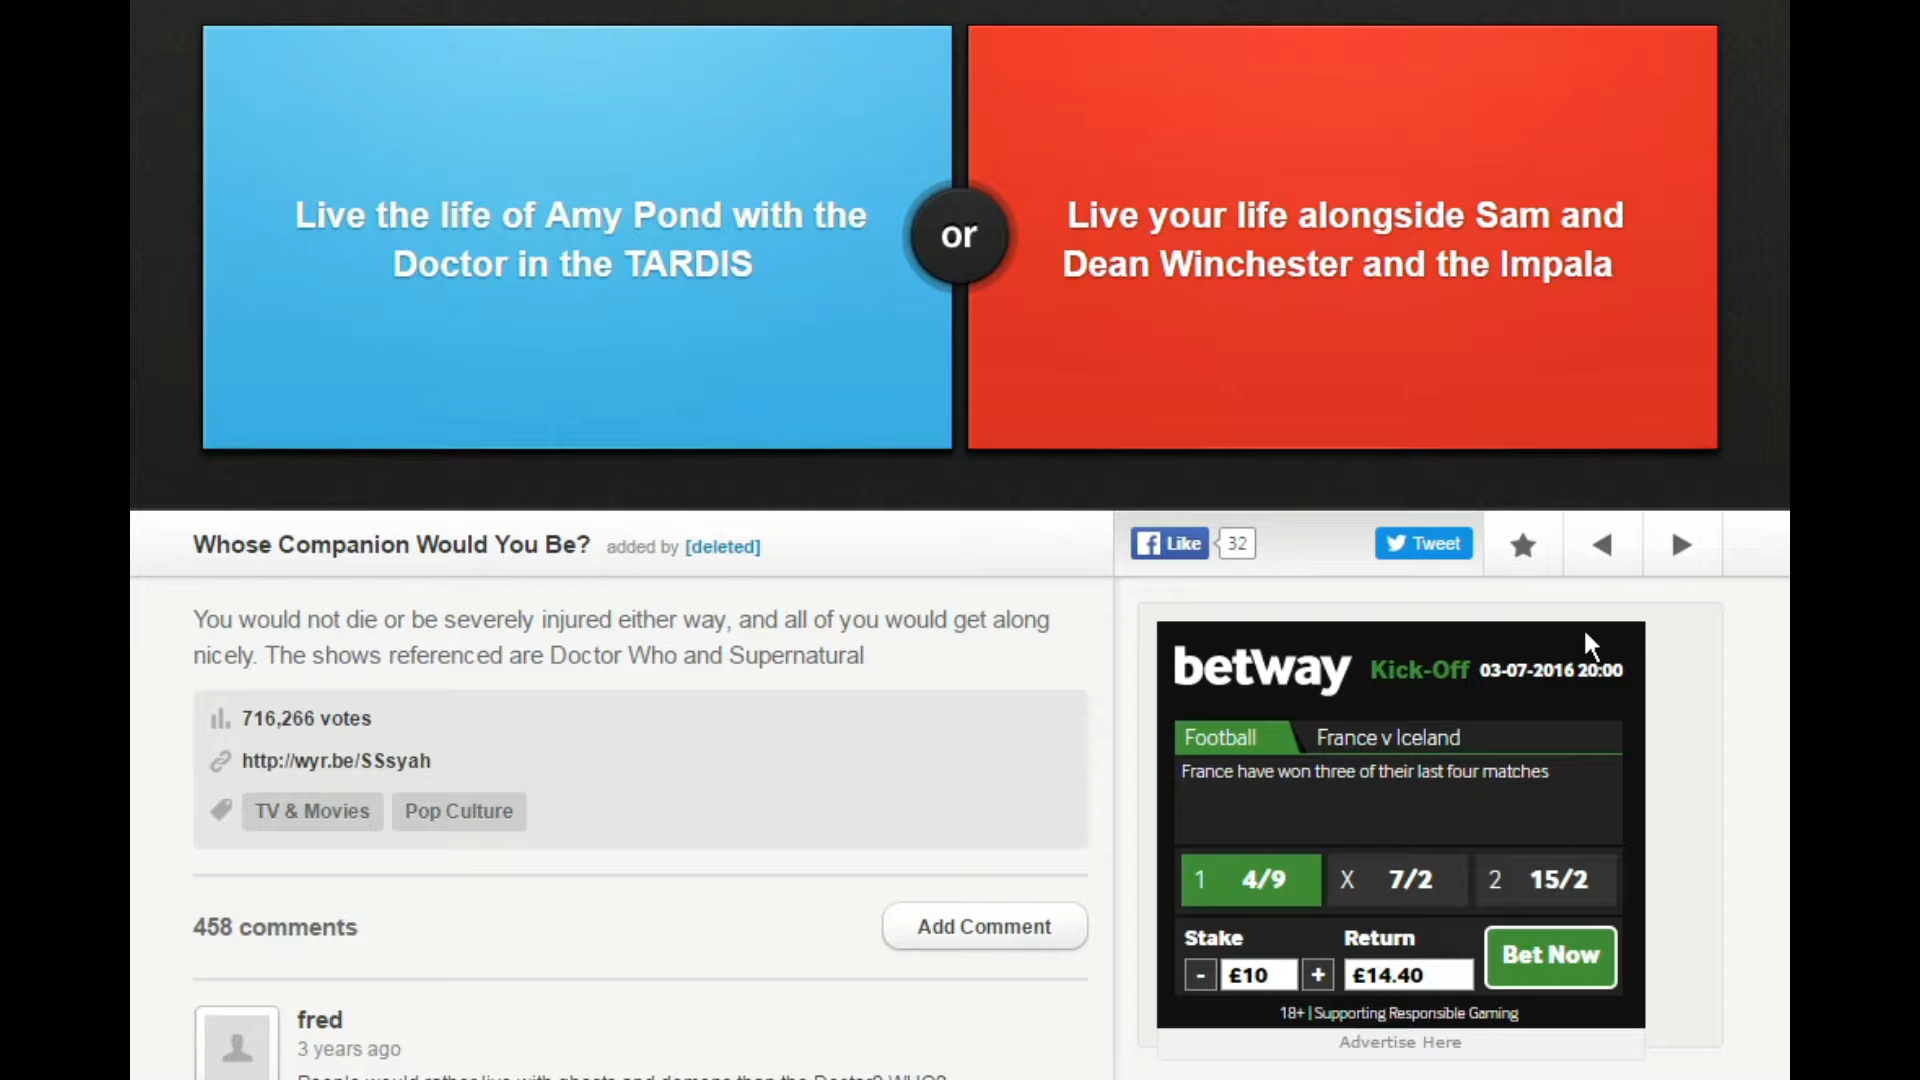 Live the life of Amy Pond with the
Doctor in the TARDIS
or
Live your life alongside Sam and
Dean Winchester and the Impala
Whose Companion Would You Be? added by [deleted]
Like 32
Tweet
You would not die or be severely injured either way, and all of you would get along
nicely. The shows referenced are Doctor Who and Supernatural
716,266 votes
http://wyr.be/SSsyah
TV & Movies Pop Culture
458 comments
Add Comment
fred
3 years ago
betway Kick-Off 03-07-2016 20:00
Football France v Iceland
France have won three of their last four matches
1 4/9 X 7/2 2 15/2
Stake Return
- £10 + £14.40
Bet Now
18+ | Supporting Responsible Gaming
Advertise Here